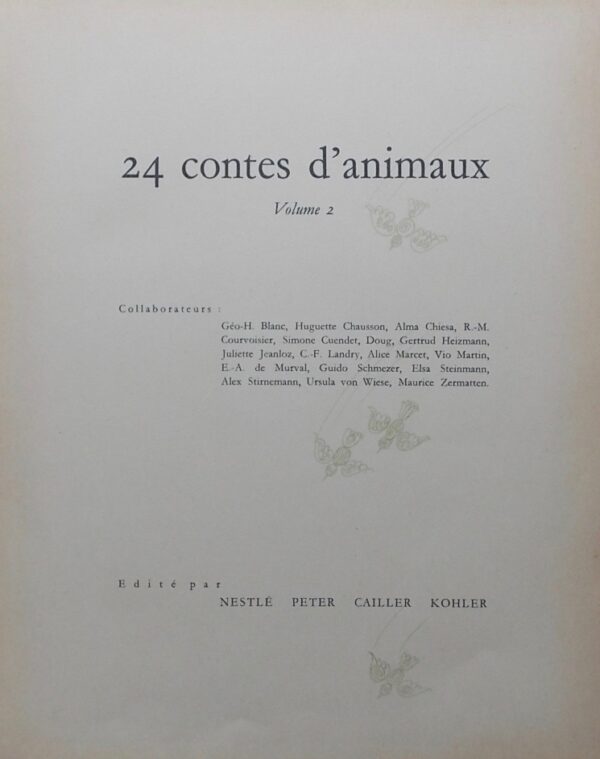 24 contes d'animaux
Volume 2
Collaborateurs :
Géo-H. Blanc, Huguette Chausson, Alma Chiesa, R.-M.
Courvoisier, Simone Cuendet, Doug, Gertrud Heizmann,
Juliette Jeanloz, C.-F. Landry, Alice Marcet, Vio Martin,
E.-A. de Murval, Guido Schmezer, Elsa Steinmann,
Alex Stirnemann, Ursula von Wiese, Maurice Zermatten.
Edité par
NESTLÉ PETER CAILLER KOHLER